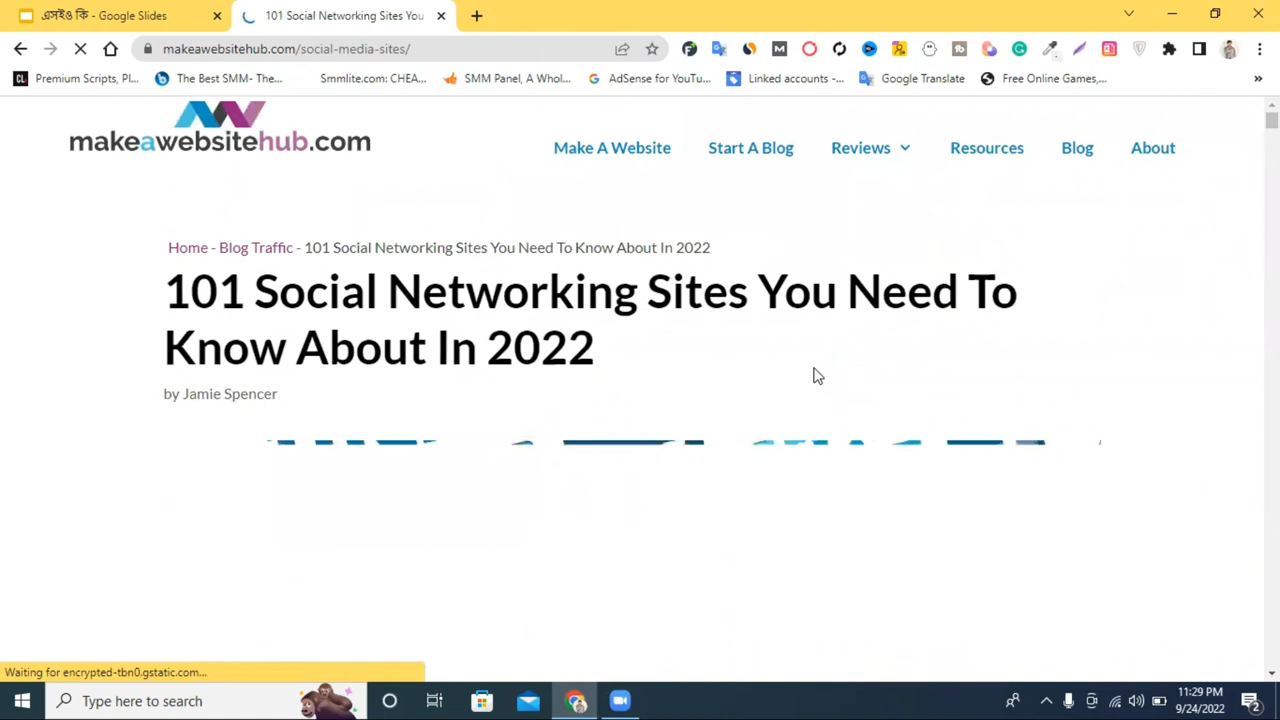 এসইও কি - Google Slides
101 Social Networking Sites You
makeawebsitehub.com/social-media-sites/
Premium Scripts, Pl...
The Best SMM- The...
Smmlite.com: CHEA...
SMM Panel, A Whol...
AdSense for YouTu...
Linked accounts -...
Google Translate
Free Online Games,...
makeawebsitehub.com
Make A Website
Start A Blog
Reviews
Resources
Blog
About
Home - Blog Traffic - 101 Social Networking Sites You Need To Know About In 2022
101 Social Networking Sites You Need To
Know About In 2022
by Jamie Spencer
Waiting for encrypted-tbn0.gstatic.com...
Type here to search
11:29 PM
9/24/2022
2